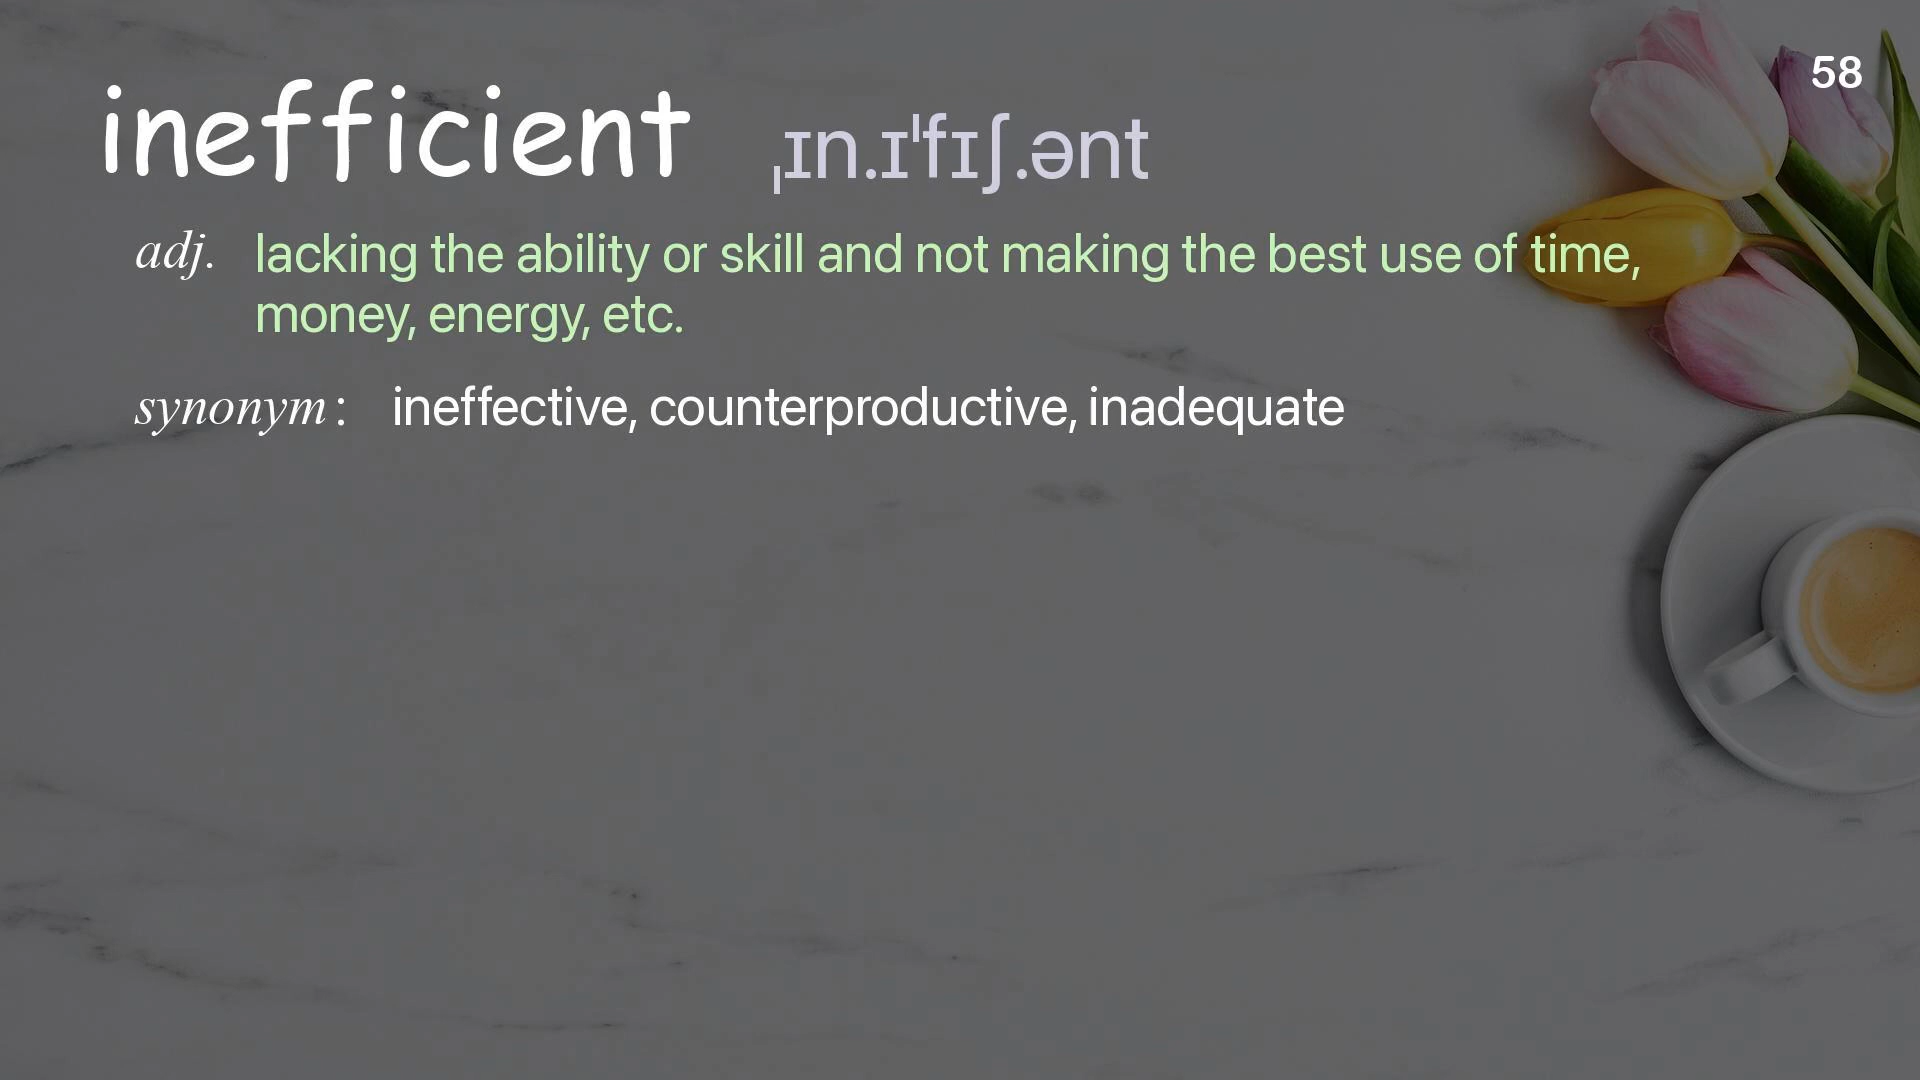 58
inefficient ˌɪn.ɪˈfɪʃ.ənt
adj. lacking the ability or skill and not making the best use of time,
money, energy, etc.
synonym: ineffective, counterproductive, inadequate